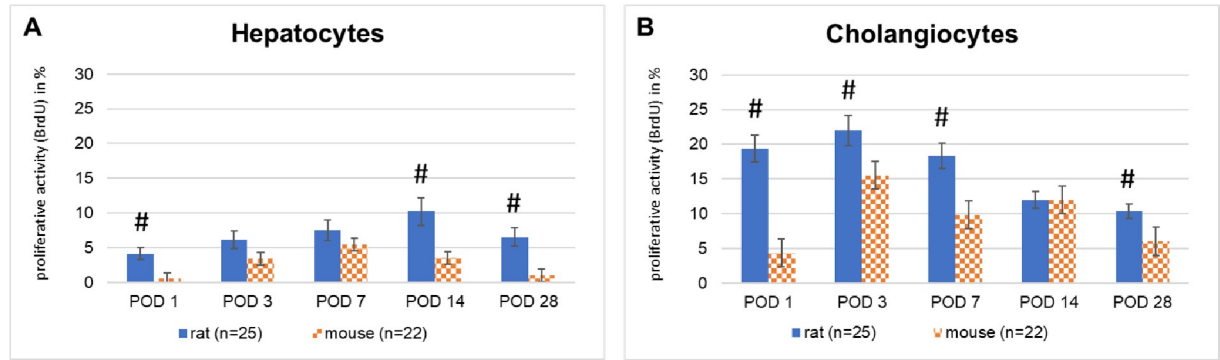 A
Hepatocytes
proliferative activity (BrdU) in %
30
25
20
15
10
5
0
#
#
#
POD 1
POD 3
POD 7
POD 14
POD 28
rat (n=25)
mouse (n=22)
B
Cholangiocytes
proliferative activity (BrdU) in %
30
25
20
15
10
5
0
#
#
#
#
POD 1
POD 3
POD 7
POD 14
POD 28
rat (n=25)
mouse (n=22)